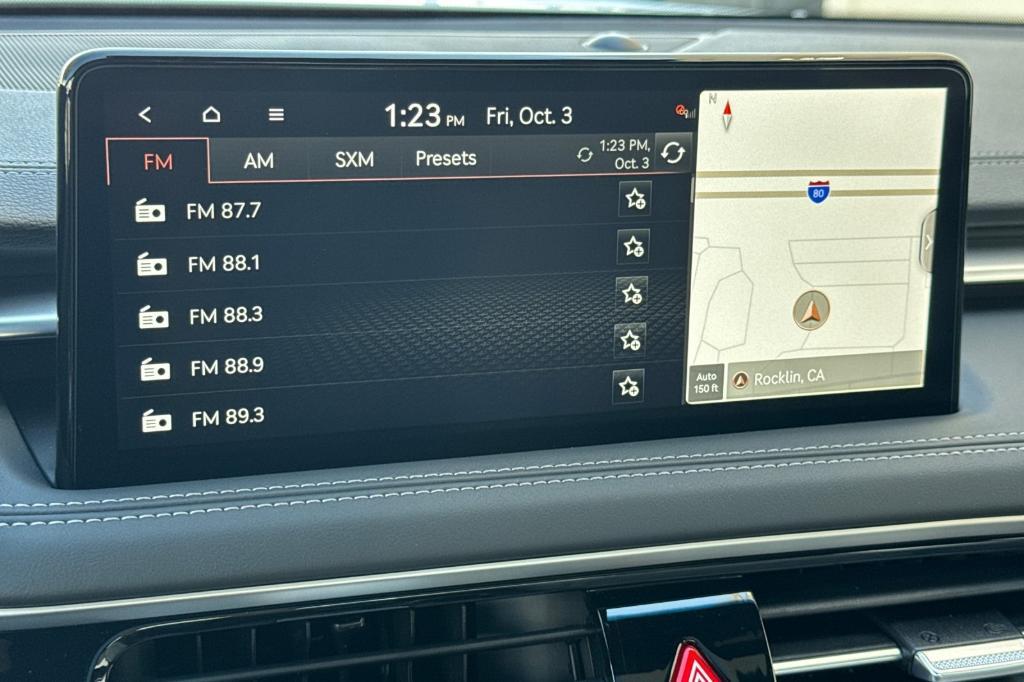 1:23 PM Fri, Oct. 3
FM AM SXM Presets
1:23 PM,
Oct. 3
FM 87.7
FM 88.1
FM 88.3
FM 88.9
FM 89.3
N
80
Auto
150 ft
Rocklin, CA